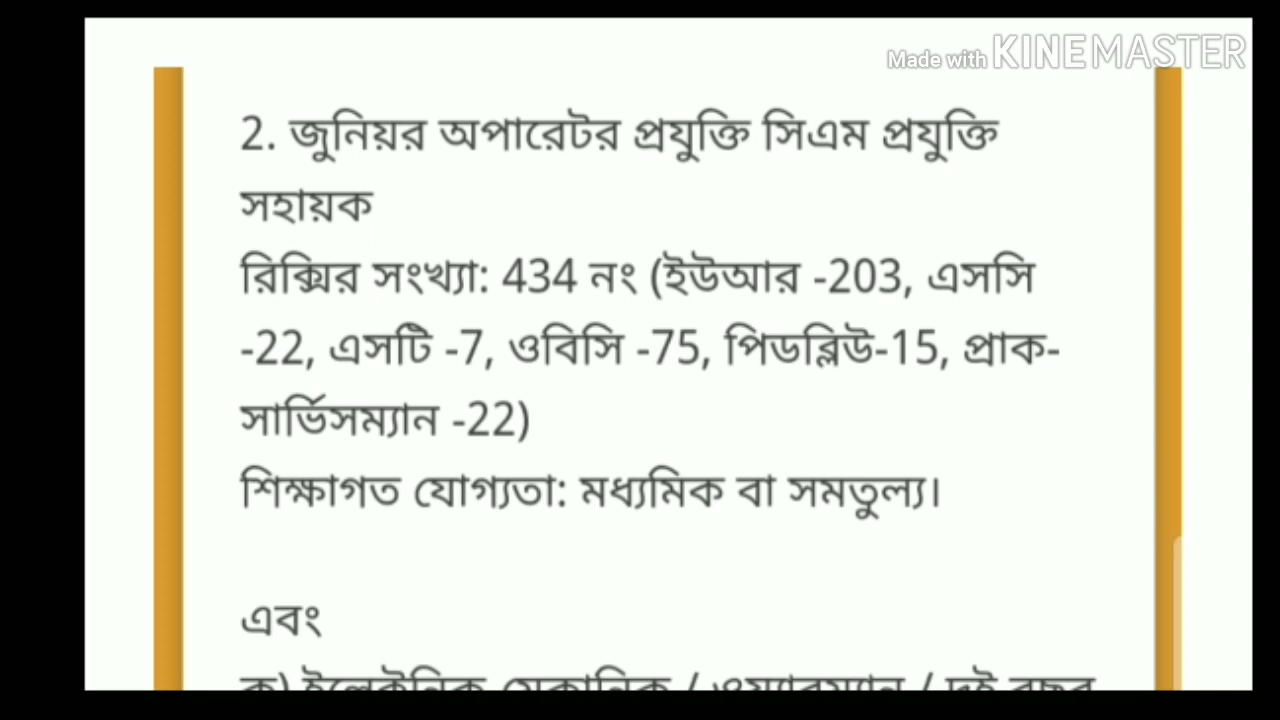 Made with KINEMASTER
2. জুনিয়র অপারেটর প্রযুক্তি সিএম প্রযুক্তি
সহায়ক
রিক্সির সংখ্যা: 434 নং (ইউআর -203, এসসি
-22, এসটি -7, ওবিসি -75, পিডব্লিউ-15, প্রাক-
সার্ভিসম্যান -22)
শিক্ষাগত যোগ্যতা: মধ্যমিক বা সমতুল্য।
এবং
ক) / দুই বছর